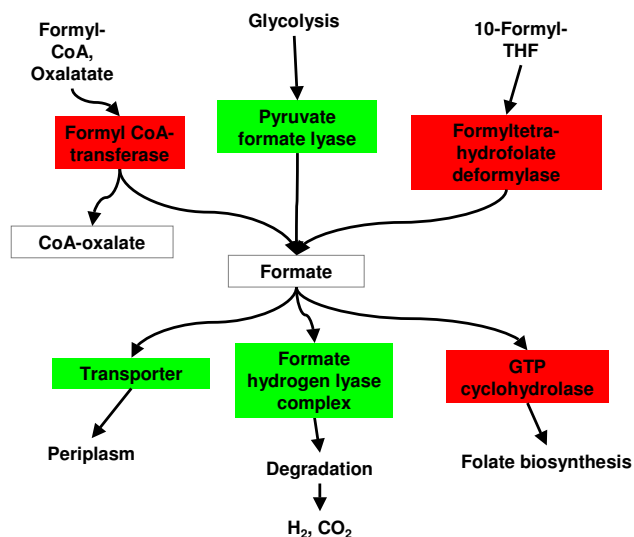 Formyl-
CoA,
Oxalatate
Glycolysis
10-Formyl-
THF
Formyl CoA-
transferase
Pyruvate
formate lyase
Formyltetra-
hydrofolate
deformylase
CoA-oxalate
Formate
Transporter
Formate
hydrogen lyase
complex
GTP
cyclohydrolase
Periplasm
Degradation
Folate biosynthesis
H₂, CO₂